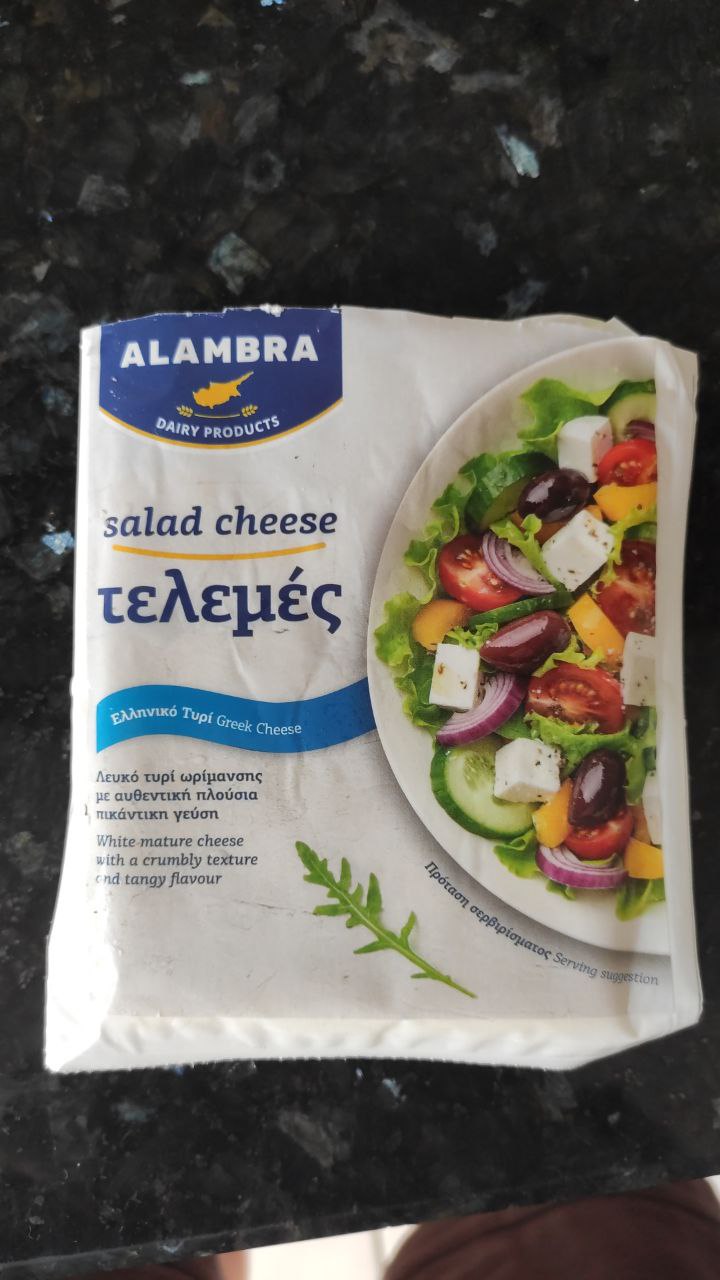 ALAMBRA
DAIRY PRODUCTS
salad cheese
τελεμές
Ελληνικό Τυρί Greek Cheese
Λευκό τυρί ωρίμανσης
με αυθεντική πλούσια
πικάντικη γεύση
White mature cheese
with a crumbly texture
and tangy flavour
Πρόταση σερβιρίσματος Serving suggestion